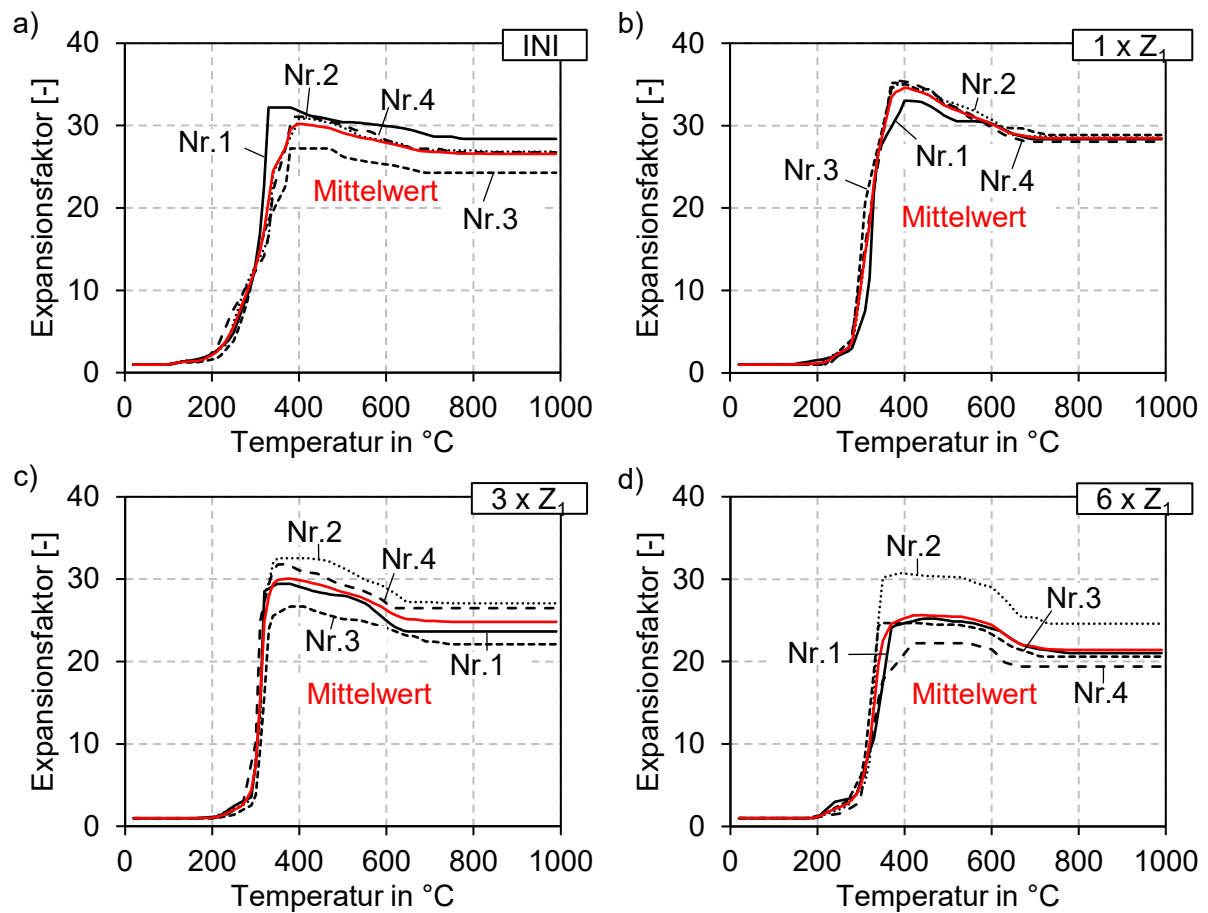 a)
INI
40
30
20
10
0
Expansionsfaktor [-]
Nr.2
Nr.4
Nr.1
Mittelwert
Nr.3
0 200 400 600 800 1000
Temperatur in °C
b)
1 x Z₁
40
30
20
10
0
Expansionsfaktor [-]
Nr.2
Nr.3
Nr.1
Nr.4
Mittelwert
0 200 400 600 800 1000
Temperatur in °C
c)
3 x Z₁
40
30
20
10
0
Expansionsfaktor [-]
Nr.2
Nr.4
Nr.3
Nr.1
Mittelwert
0 200 400 600 800 1000
Temperatur in °C
d)
6 x Z₁
40
30
20
10
0
Expansionsfaktor [-]
Nr.2
Nr.3
Nr.1
Nr.4
Mittelwert
0 200 400 600 800 1000
Temperatur in °C